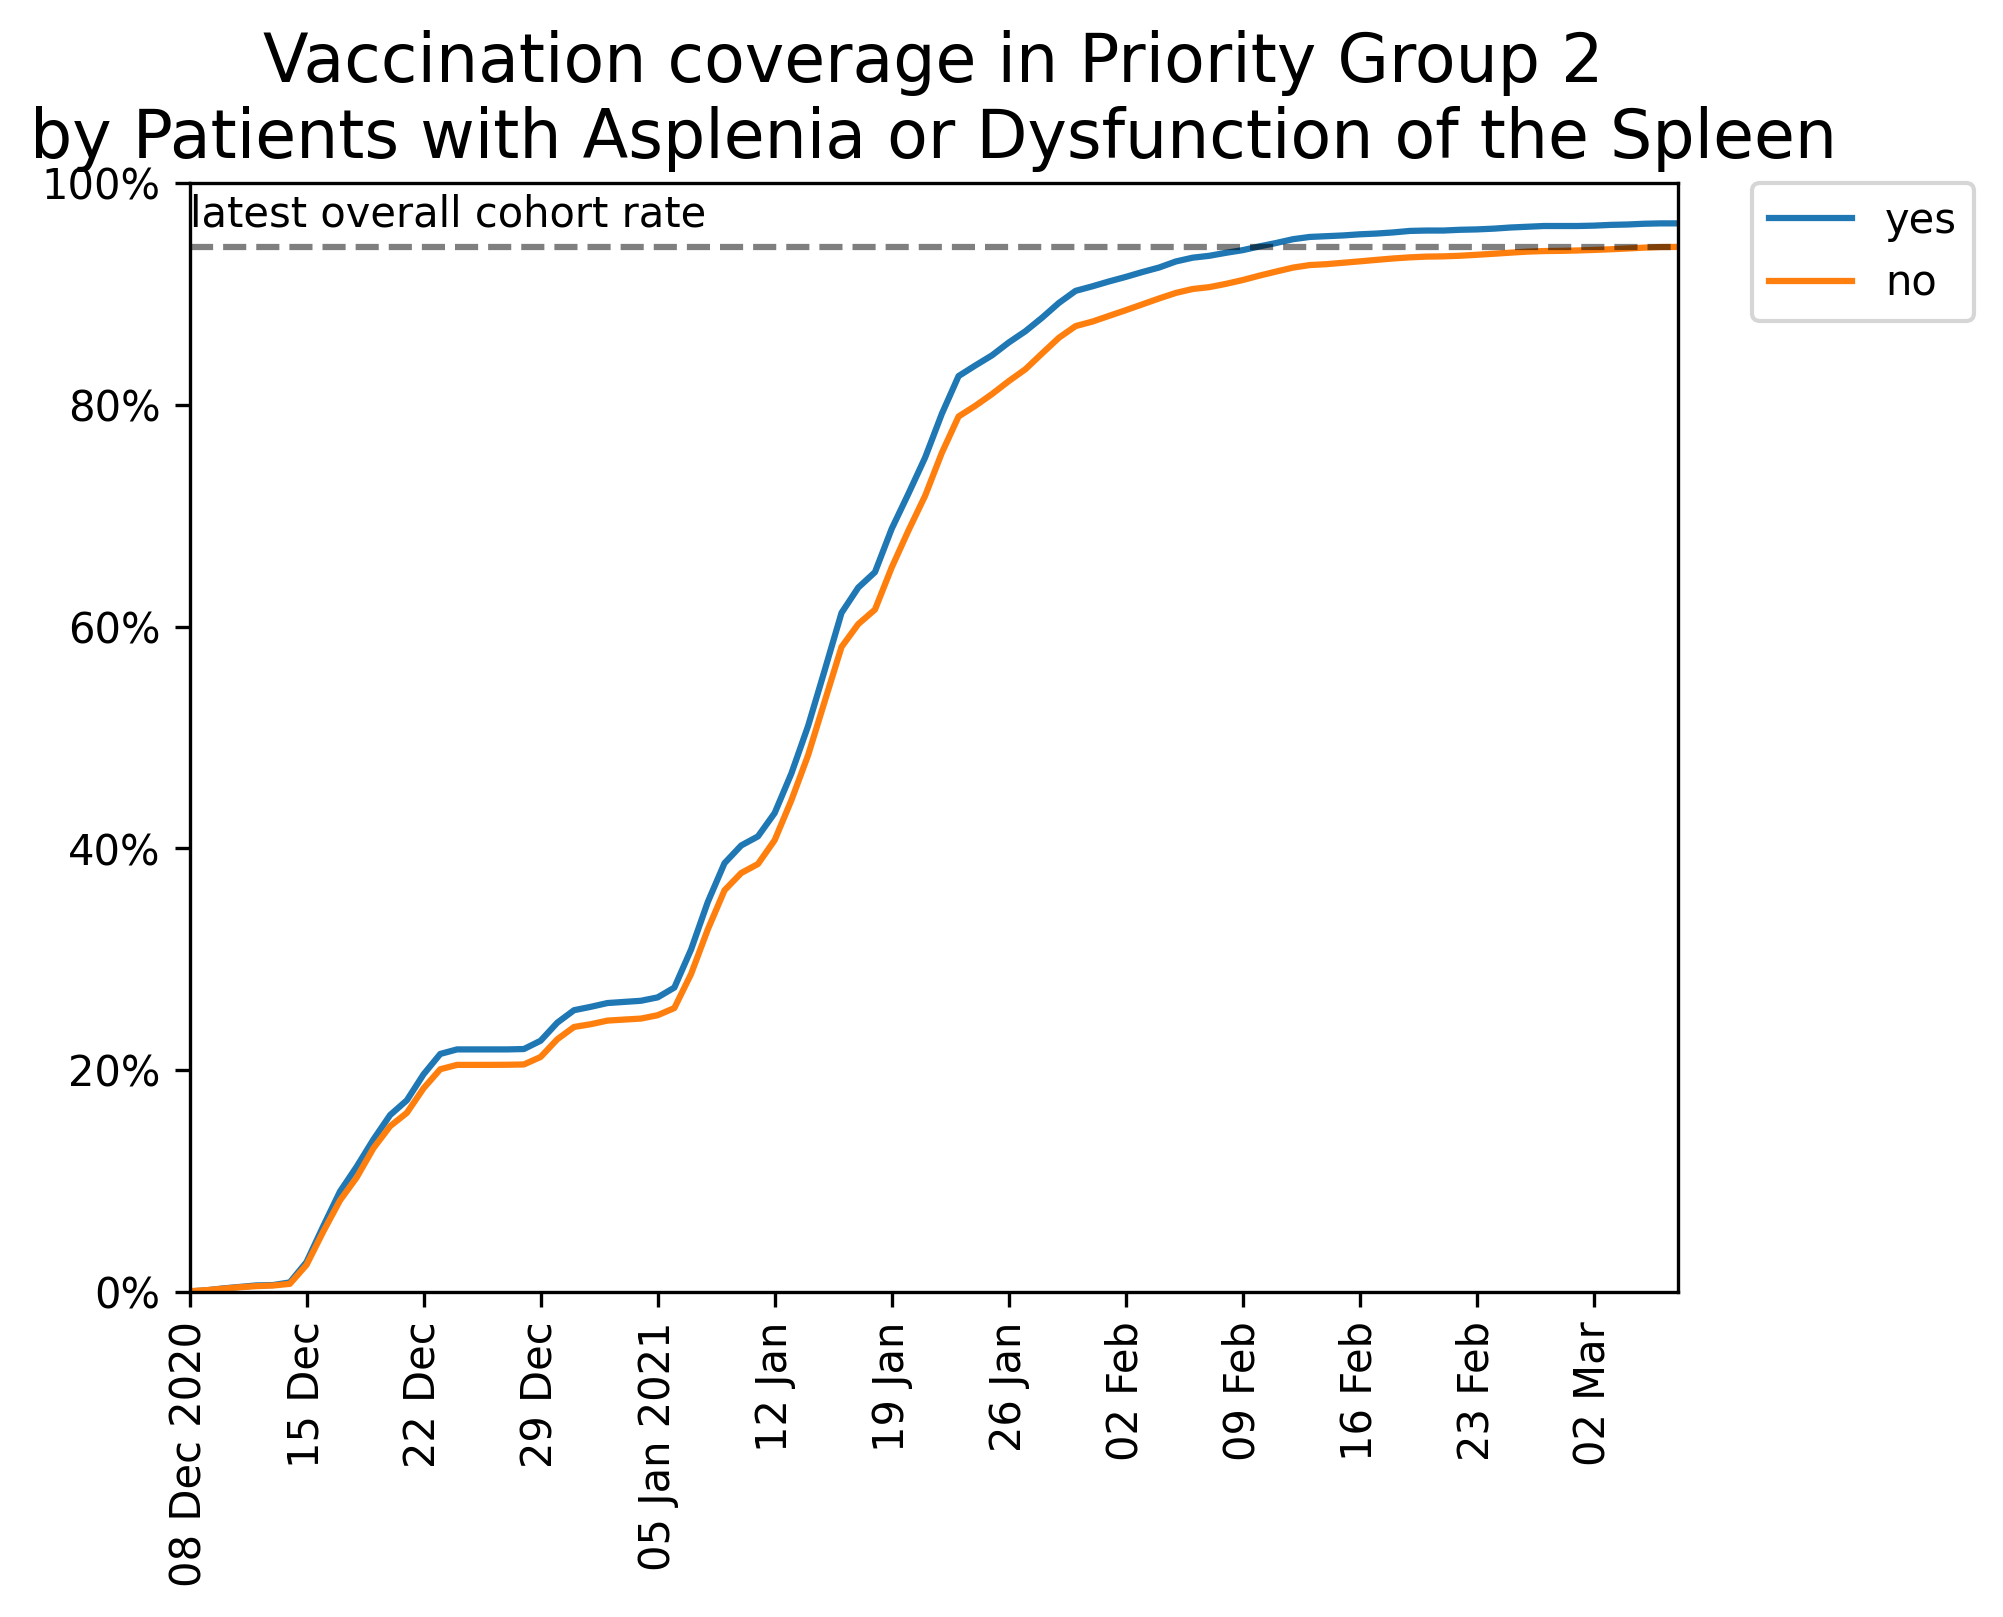 Vaccination coverage in Priority Group 2
by Patients with Asplenia or Dysfunction of the Spleen
100%
latest overall cohort rate
80%
60%
40%
20%
0%
08 Dec 2020
15 Dec
22 Dec
29 Dec
05 Jan 2021
12 Jan
19 Jan
26 Jan
02 Feb
09 Feb
16 Feb
23 Feb
02 Mar
yes
no